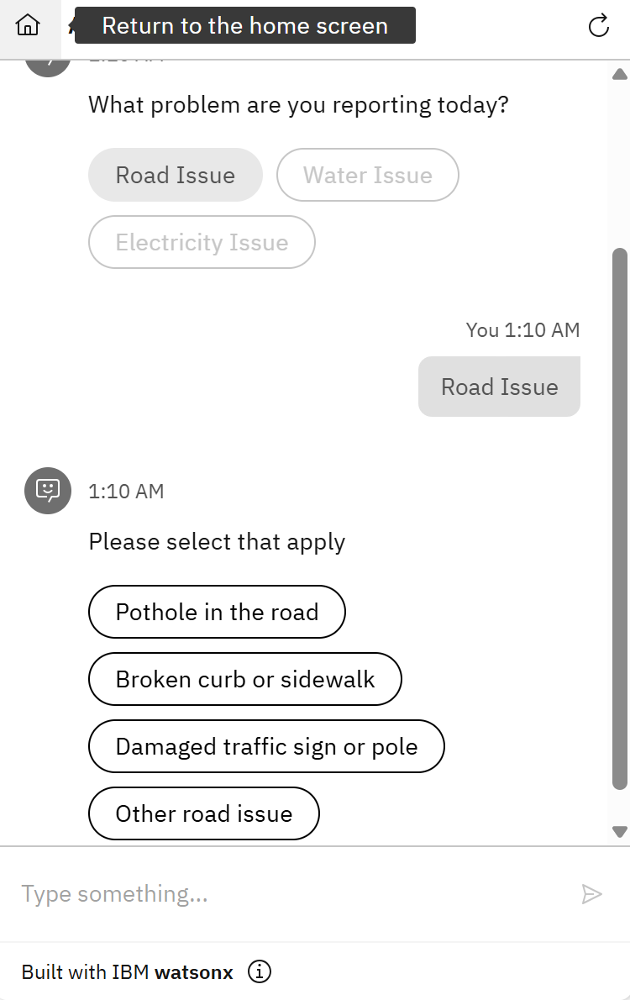 Return to the home screen
What problem are you reporting today?
Road Issue
Water Issue
Electricity Issue
You 1:10 AM
Road Issue
1:10 AM
Please select that apply
Pothole in the road
Broken curb or sidewalk
Damaged traffic sign or pole
Other road issue
Type something...
Built with IBM watsonx